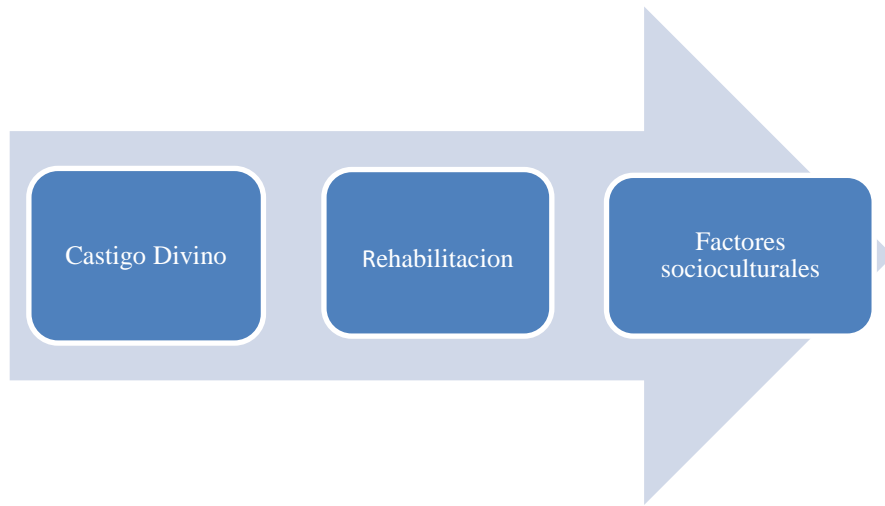 Castigo Divino
Rehabilitacion
Factores
socioculturales